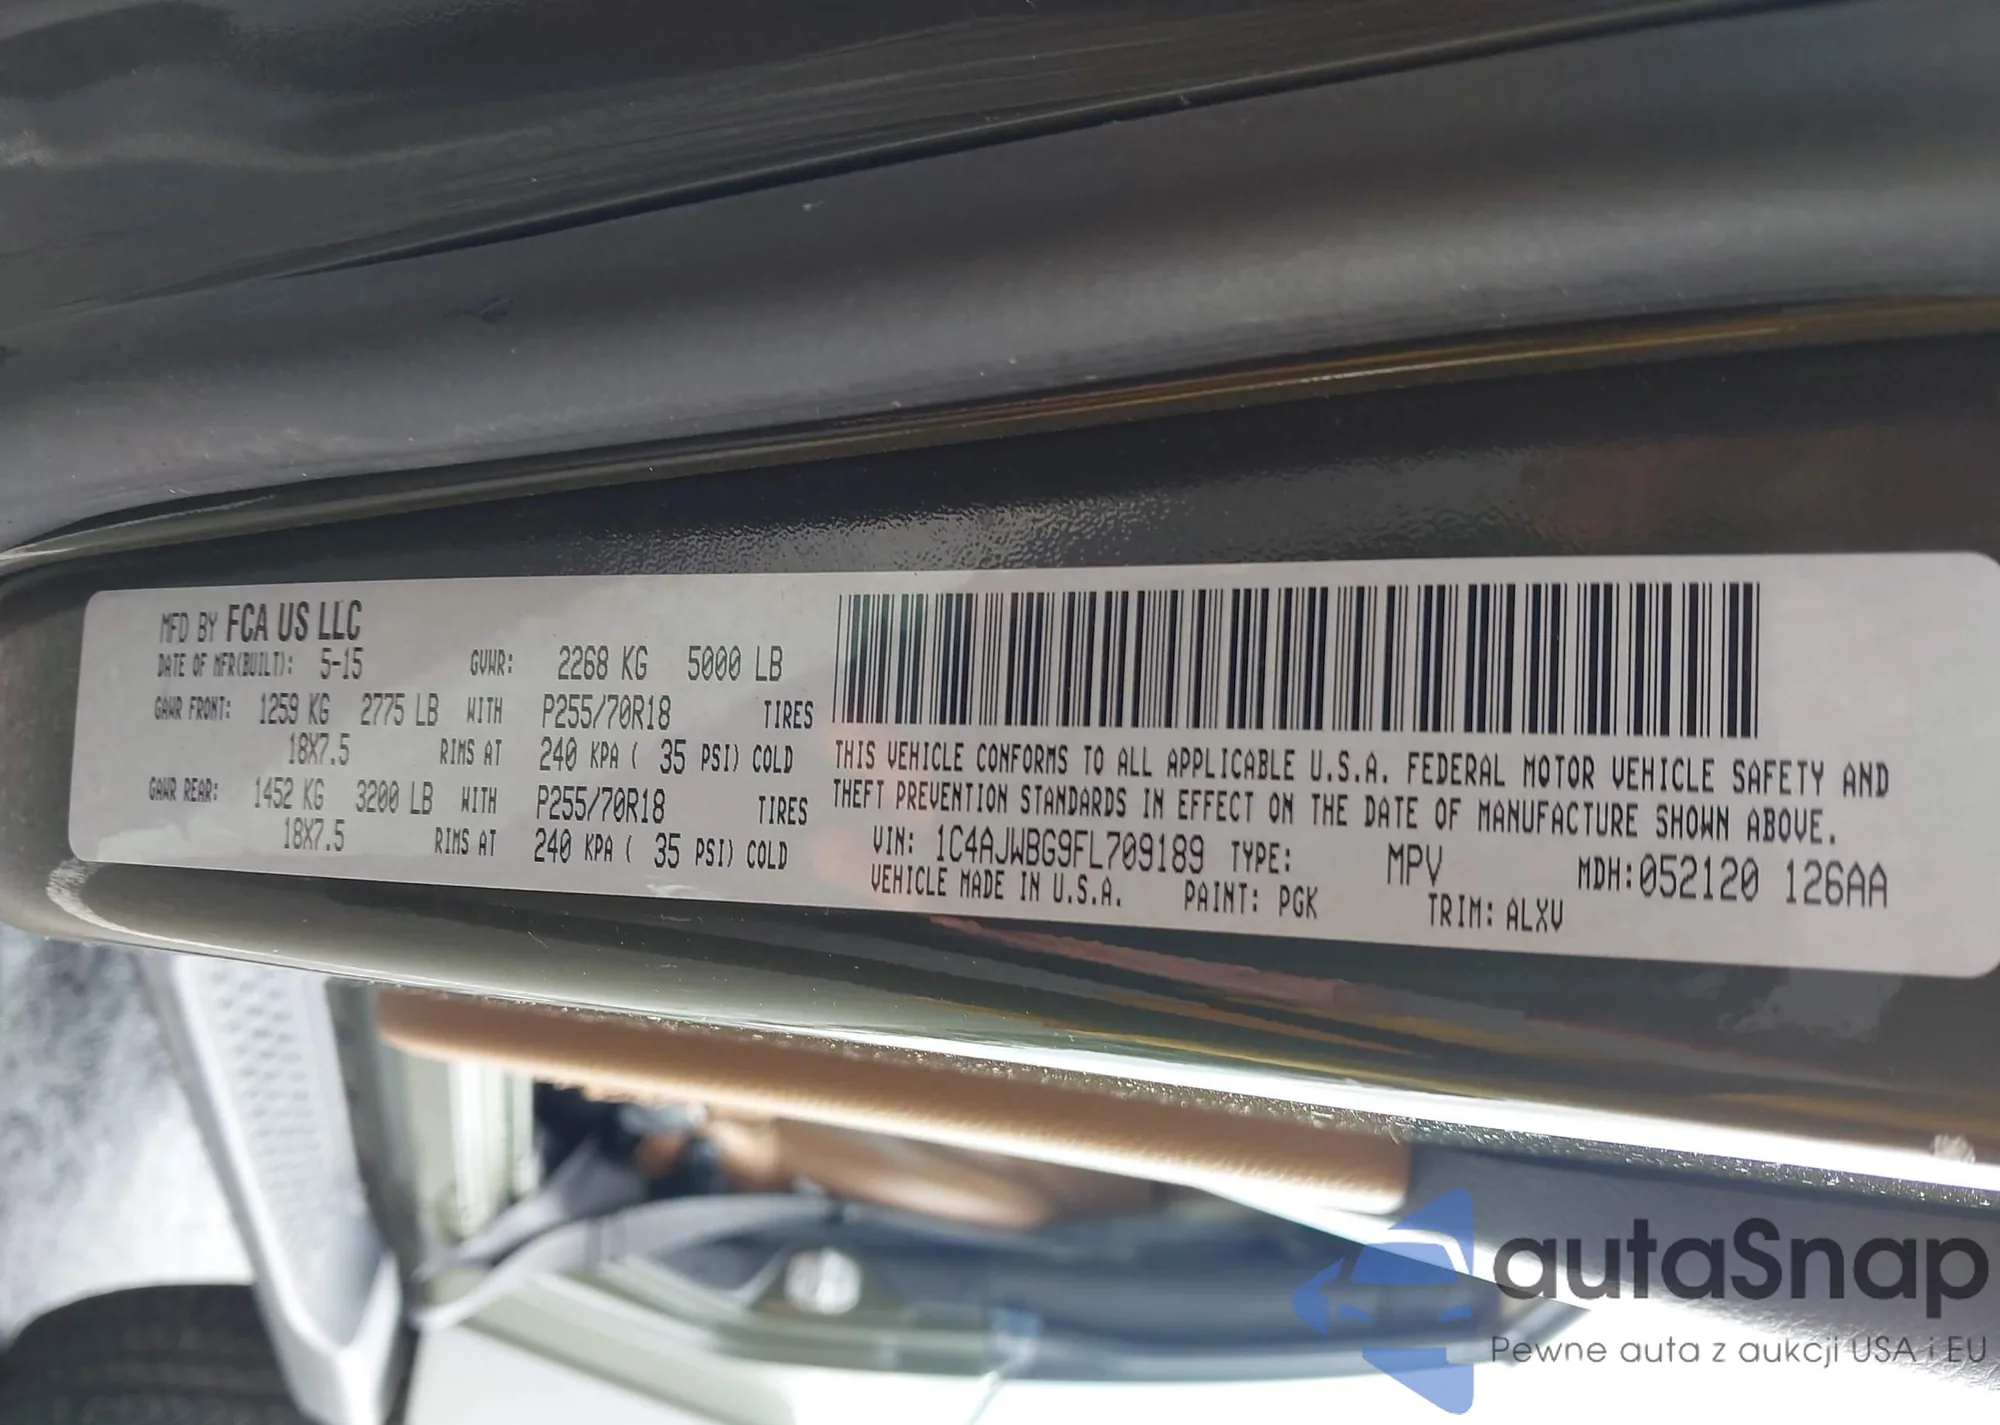 MFD BY FCA US LLC
DATE OF MFR(BUILT): 5-15 GVWR: 2268 KG 5000 LB
GAWR FRONT: 1259 KG 2775 LB WITH P255/70R18 TIRES
18X7.5 RIMS AT 240 KPA ( 35 PSI) COLD
GAWR REAR: 1452 KG 3200 LB WITH P255/70R18 TIRES
18X7.5 RIMS AT 240 KPA ( 35 PSI) COLD
THIS VEHICLE CONFORMS TO ALL APPLICABLE U.S.A. FEDERAL MOTOR VEHICLE SAFETY AND
THEFT PREVENTION STANDARDS IN EFFECT ON THE DATE OF MANUFACTURE SHOWN ABOVE.
VIN: 1C4AJWBG9FL709189 TYPE: MPV MDH:052120 126AA
VEHICLE MADE IN U.S.A. PAINT: PGK TRIM: ALXV
autaSnap
Pewne auta z aukcji USA i EU